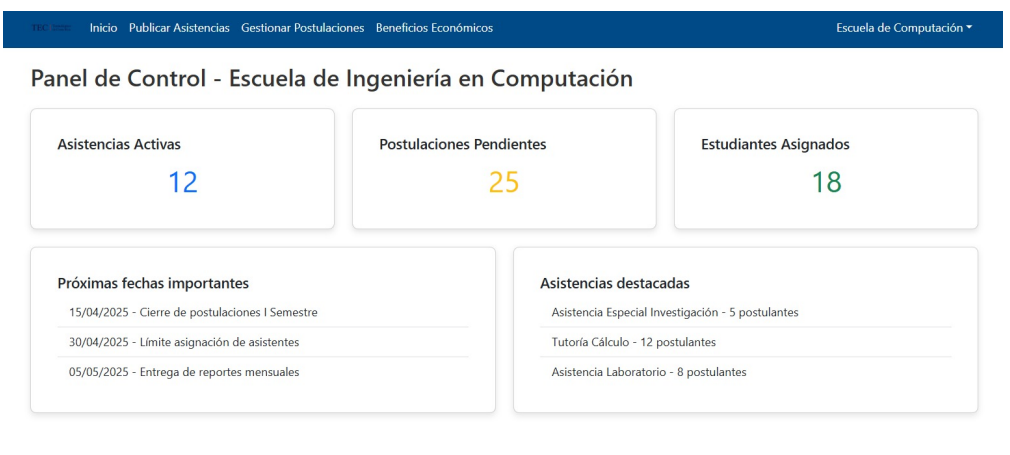 TEC Inicio Publicar Asistencias Gestionar Postulaciones Beneficios Económicos Escuela de Computación
Panel de Control - Escuela de Ingeniería en Computación
Asistencias Activas
12
Postulaciones Pendientes
25
Estudiantes Asignados
18
Próximas fechas importantes
15/04/2025 - Cierre de postulaciones I Semestre
30/04/2025 - Límite asignación de asistentes
05/05/2025 - Entrega de reportes mensuales
Asistencias destacadas
Asistencia Especial Investigación - 5 postulantes
Tutoría Cálculo - 12 postulantes
Asistencia Laboratorio - 8 postulantes